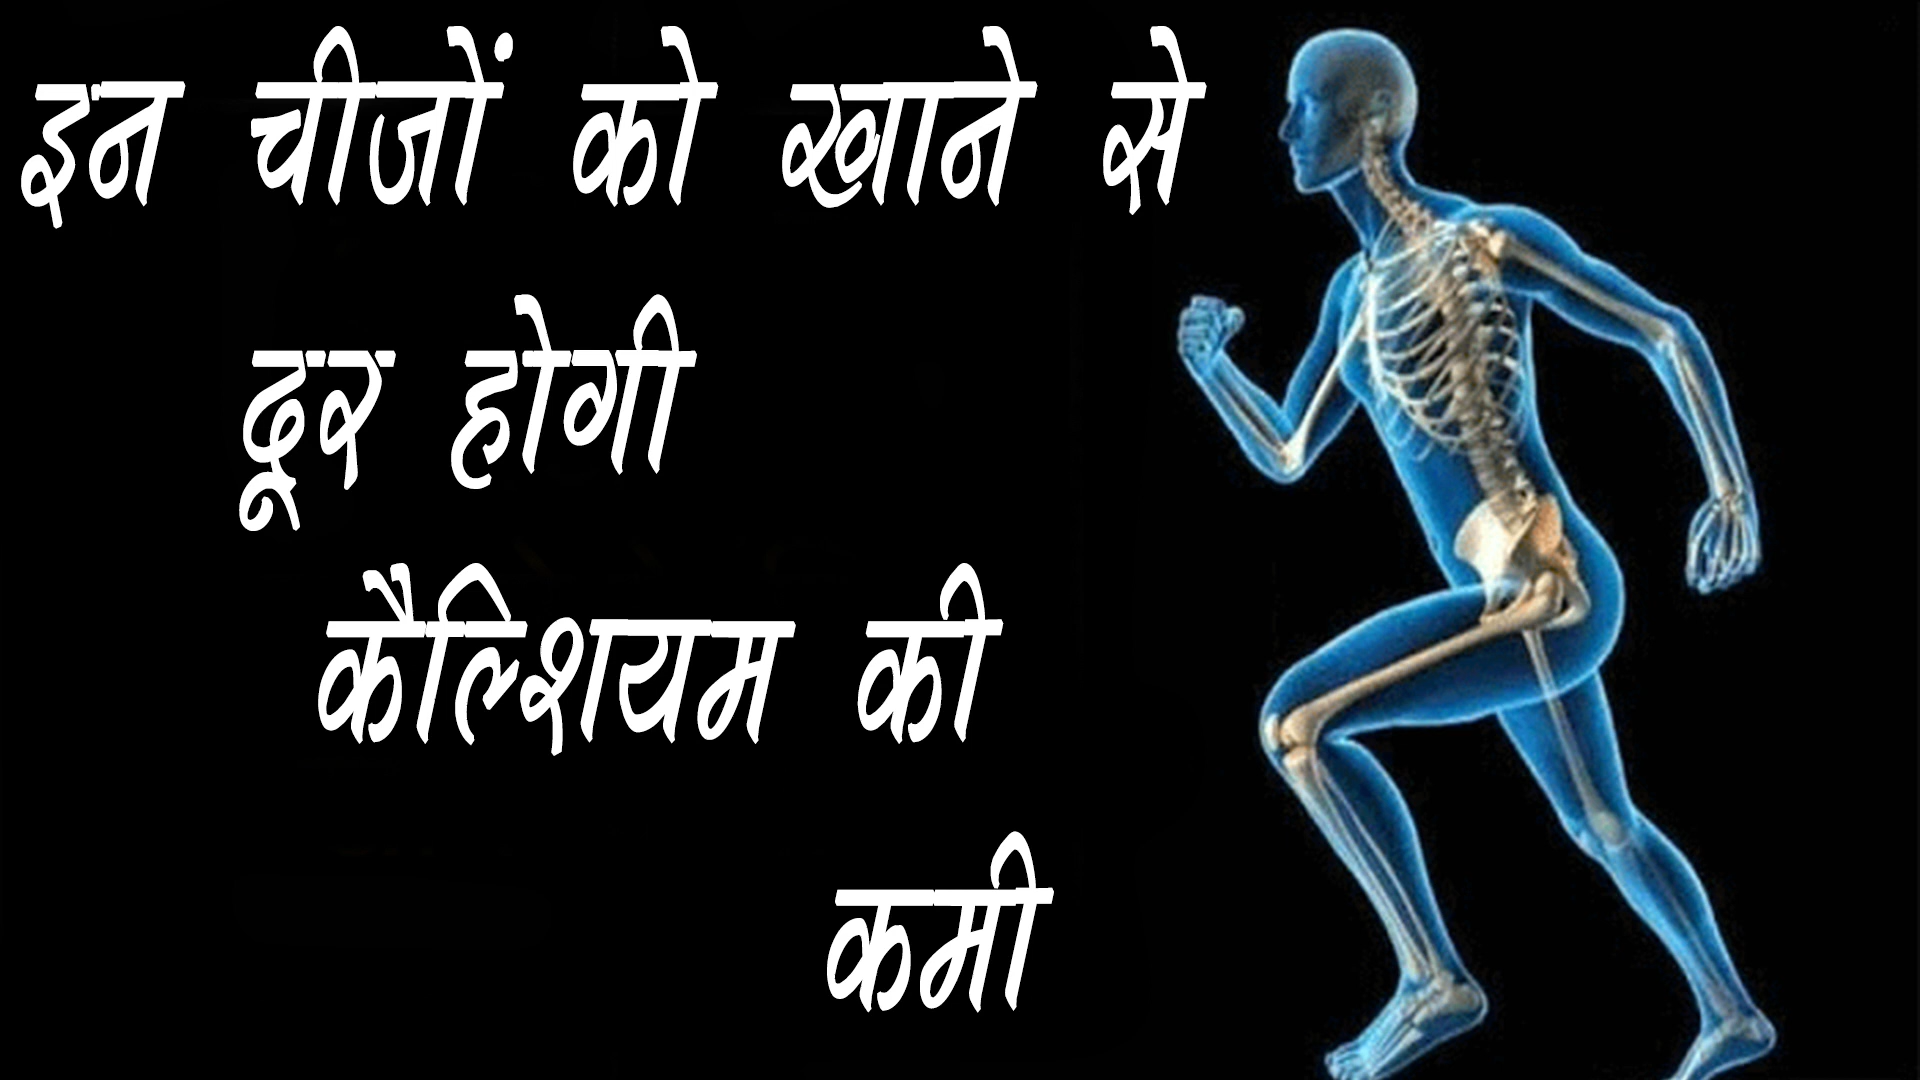 इन चीजों को खाने से
दूर होगी
कैल्शियम की
कमी